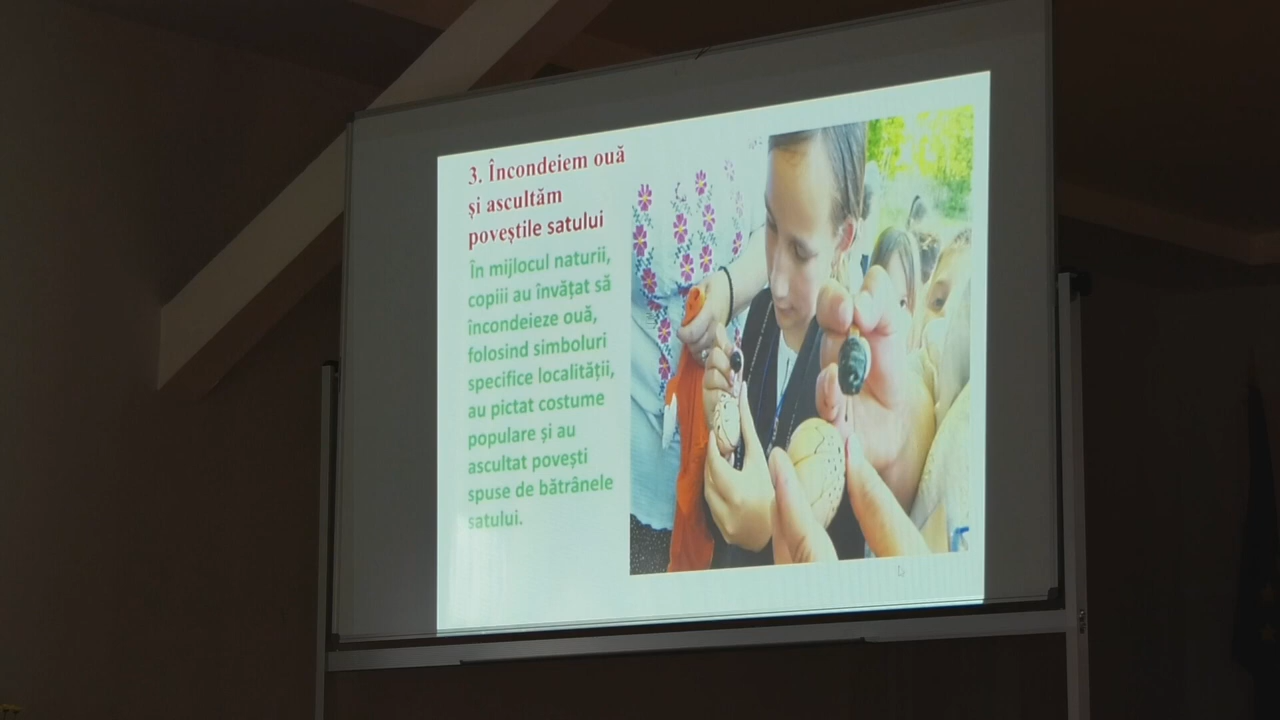 3. Încondeiem ouă
și ascultăm
poveștile satului
În mijlocul naturii,
copiii au învățat să
încondeieze ouă,
folosind simboluri
specifice localității,
au pictat costume
populare și au
ascultat povești
spuse de bătrânele
satului.